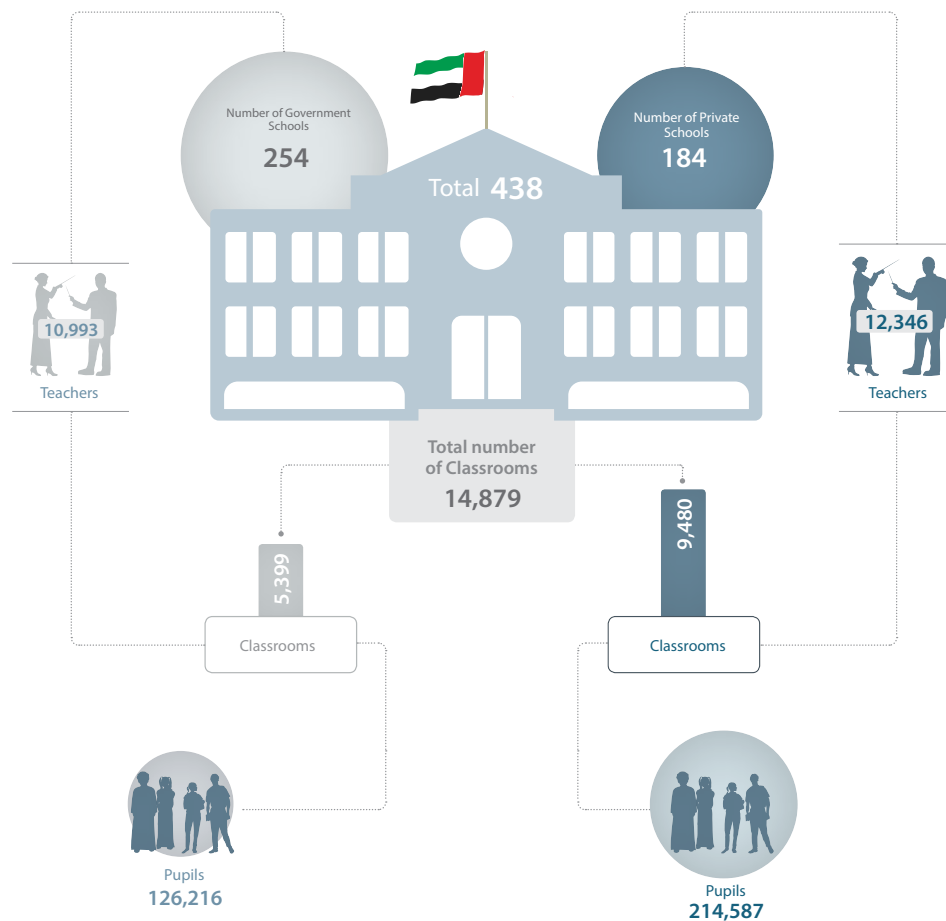 Number of Government
Schools
254
Number of Private
Schools
184
Total 438
10,993
Teachers
12,346
Teachers
Total number
of Classrooms
14,879
5,399
Classrooms
9,480
Classrooms
Pupils
126,216
Pupils
214,587